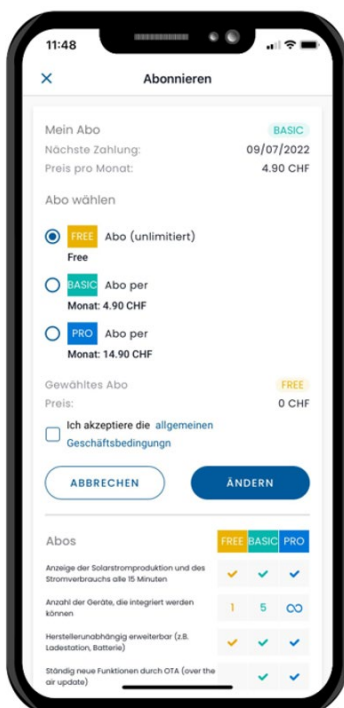 11:48
Abonnieren
Mein Abo BASIC
Nächste Zahlung: 09/07/2022
Preis pro Monat: 4.90 CHF
Abo wählen
FREE Abo (unlimitiert)
Free
BASIC Abo per
Monat: 4.90 CHF
PRO Abo per
Monat: 14.90 CHF
Gewähltes Abo FREE
Preis: 0 CHF
Ich akzeptiere die allgemeinen
Geschäftsbedingungn
ABBRECHEN ÄNDERN
Abos FREE BASIC PRO
Anzeige der Solarstromproduktion und des
Stromverbrauchs alle 15 Minuten
Anzahl der Geräte, die integriert werden
können 1 5 ∞
Herstellerunabhängig erweiterbar (z.B.
Ladestation, Batterie)
Ständig neue Funktionen durch OTA (over the
air update)